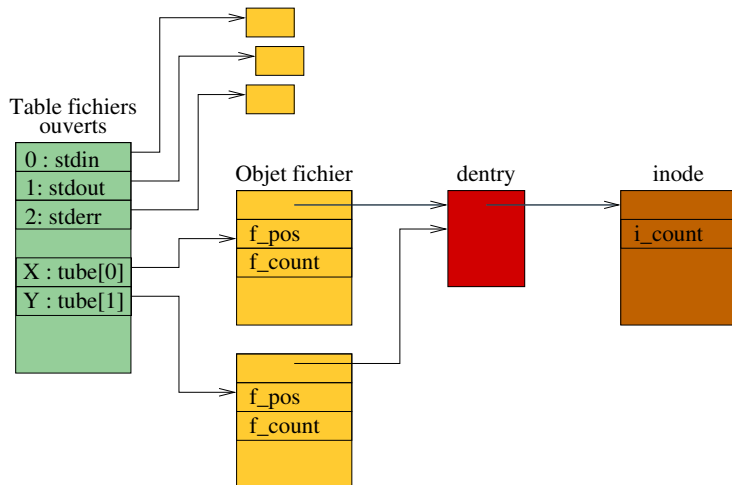 Table fichiers
ouverts
0 : stdin
1: stdout
2: stderr
X : tube[0]
Y : tube[1]
Objet fichier
f_pos
f_count
f_pos
f_count
dentry
inode
i_count